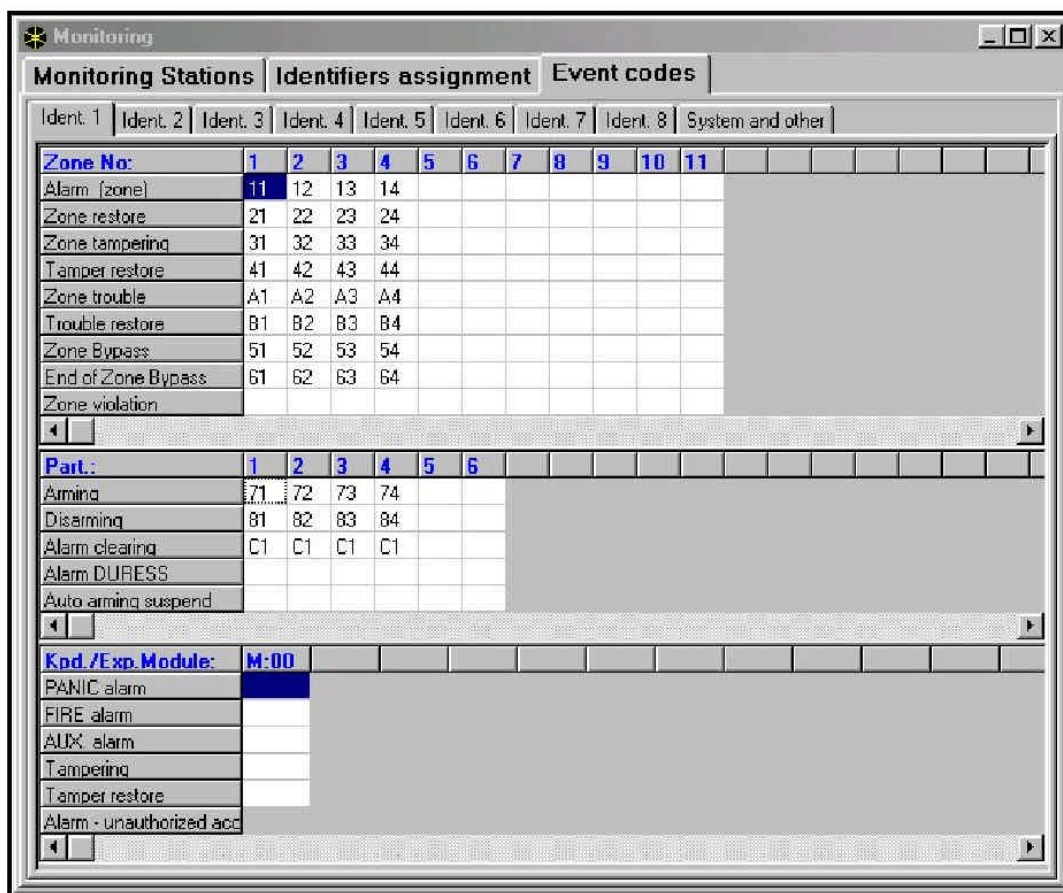 Monitoring
Monitoring Stations Identifiers assignment Event codes
Ident. 1 Ident. 2 Ident. 3 Ident. 4 Ident. 5 Ident. 6 Ident. 7 Ident. 8 System and other
Zone No: 1 2 3 4 5 6 7 8 9 10 11
Alarm (zone) 11 12 13 14
Zone restore 21 22 23 24
Zone tampering 31 32 33 34
Tamper restore 41 42 43 44
Zone trouble A1 A2 A3 A4
Trouble restore B1 B2 B3 B4
Zone Bypass 51 52 53 54
End of Zone Bypass 61 62 63 64
Zone violation
Part.: 1 2 3 4 5 6
Arming 71 72 73 74
Disarming 81 82 83 84
Alarm clearing C1 C1 C1 C1
Alarm DURESS
Auto arming suspend
Kpd./Exp.Module: M:00
PANIC alarm
FIRE alarm
AUX. alarm
Tampering
Tamper restore
Alarm - unauthorized acc